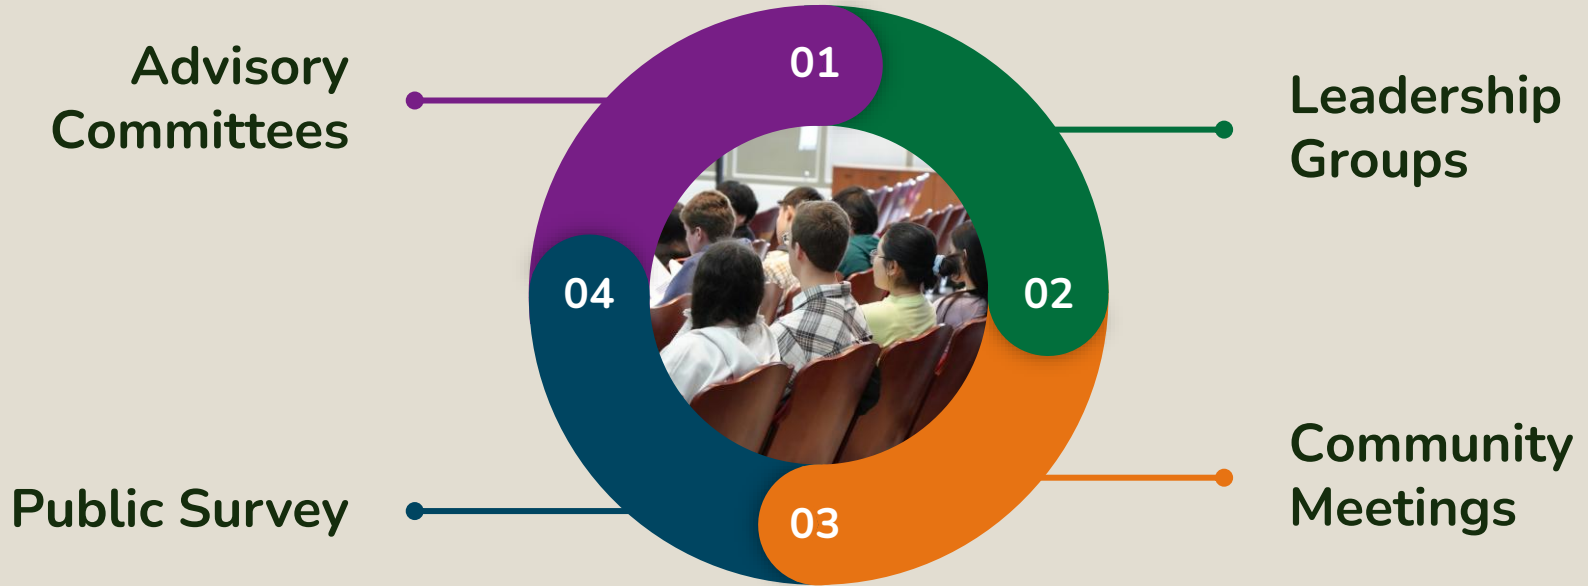 Advisory
Committees
01
Leadership
Groups
02
Community
Meetings
03
Public Survey
04